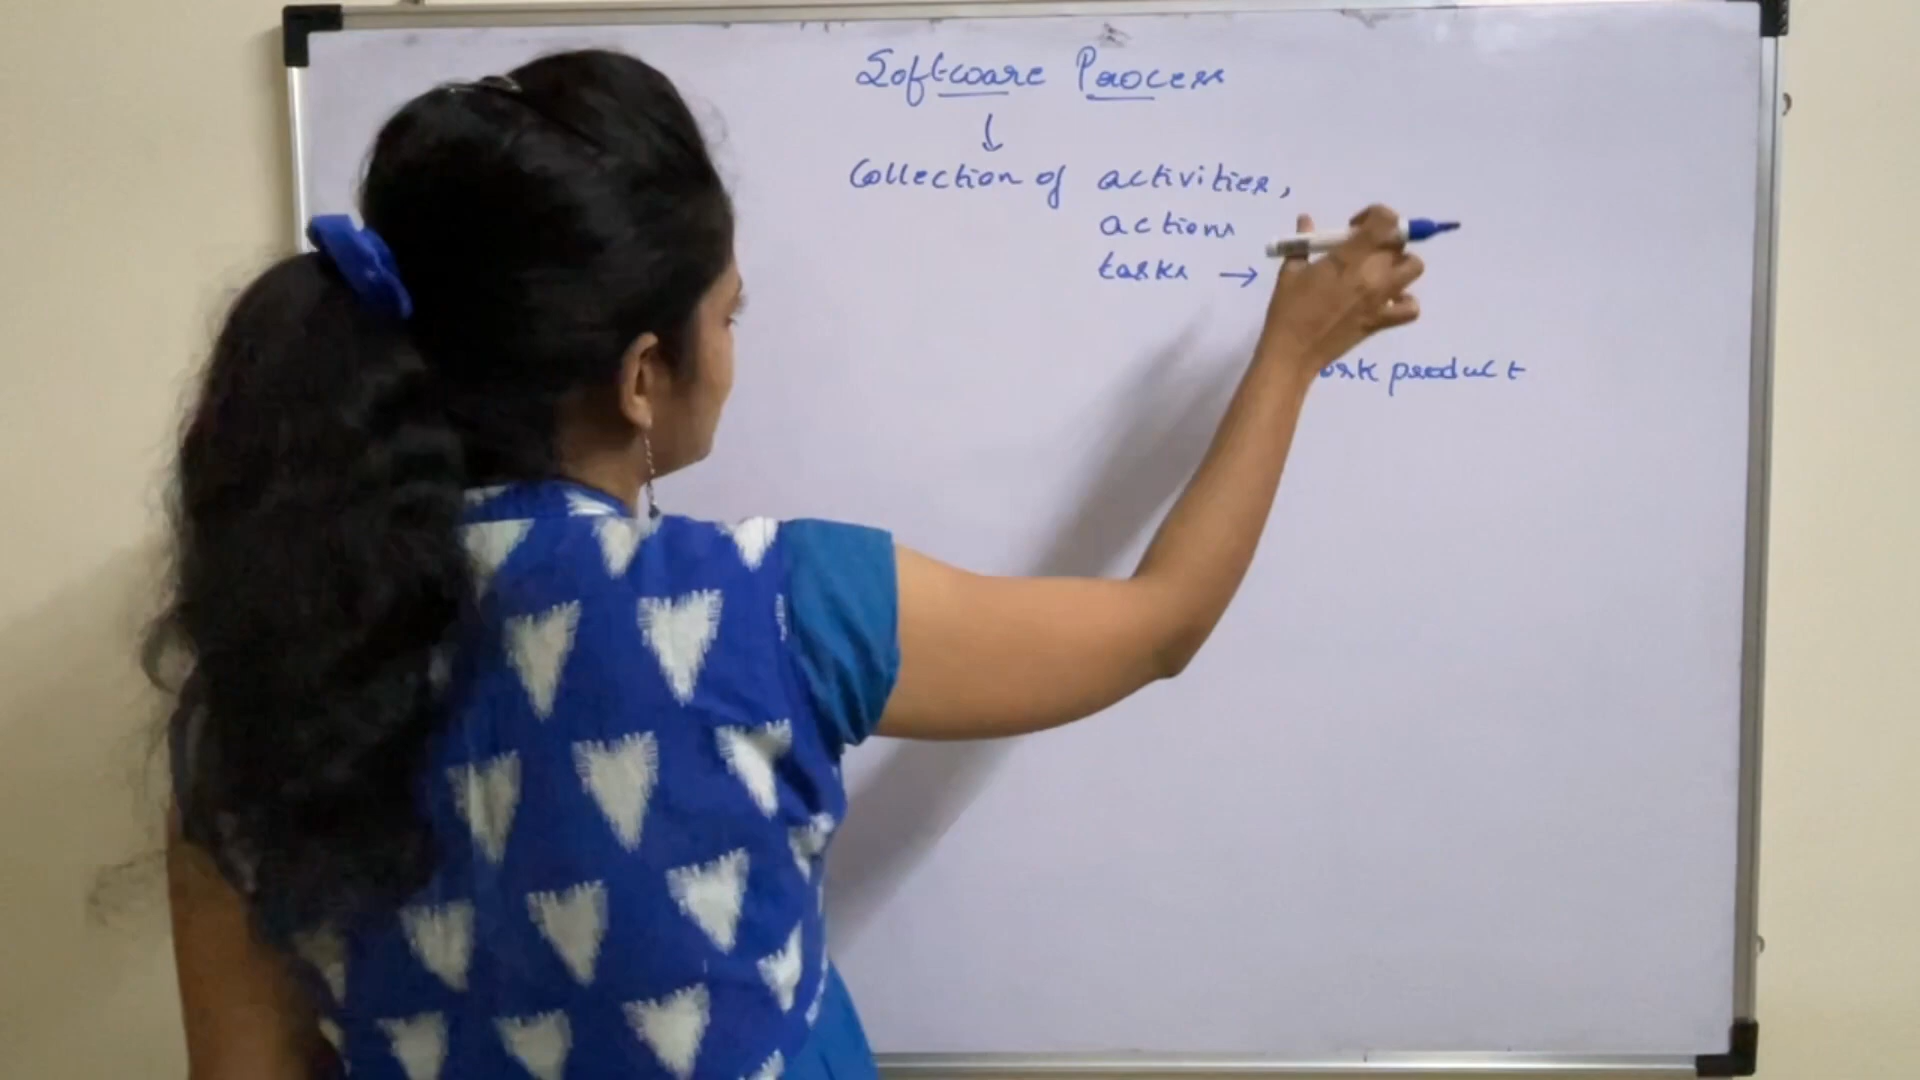 Software Process
↓
Collection of activities,
actions
tasks →
product